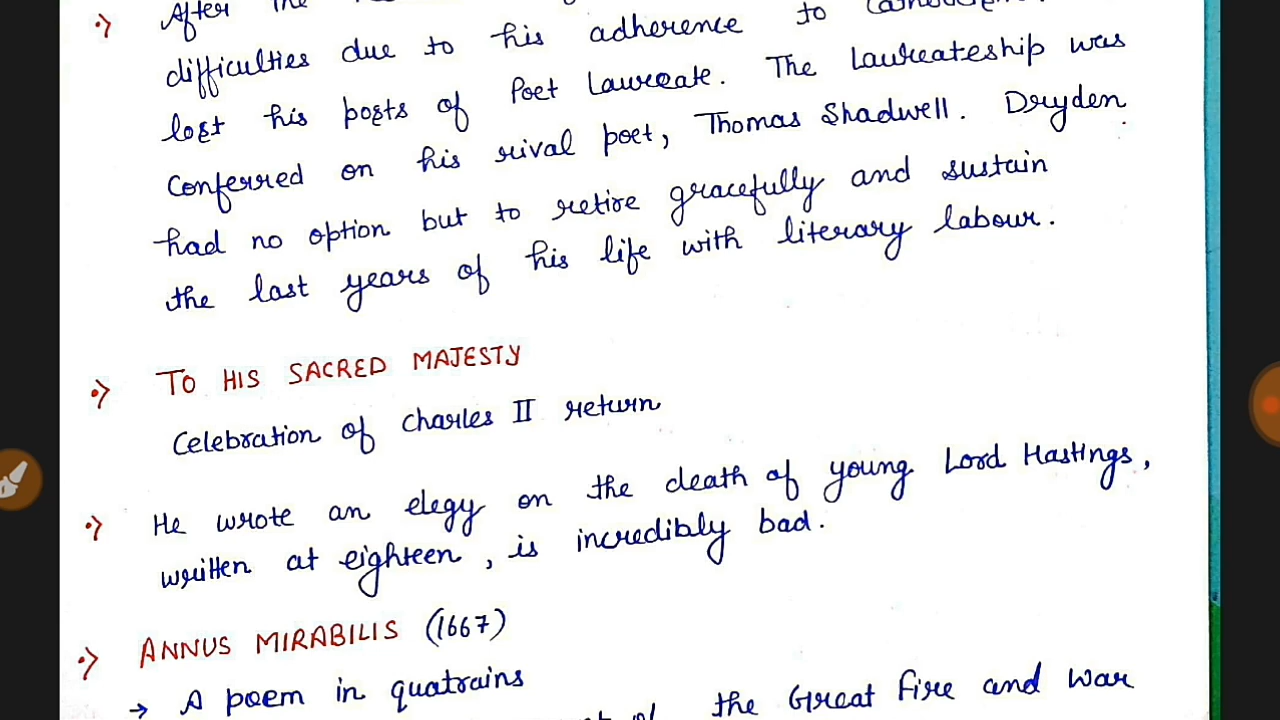 After the
difficulties due to his adherence to
lost his posts of Poet Laureate. The Laureateship was
conferred on his rival poet, Thomas Shadwell. Dryden
had no option but to retire gracefully and sustain
the last years of his life with literary labour.
TO HIS SACRED MAJESTY
Celebration of Charles II return
He wrote an elegy on the death of young Lord Hastings,
written at eighteen, is incredibly bad.
ANNUS MIRABILIS (1667)
→ A poem in quatrains
the Great fire and war